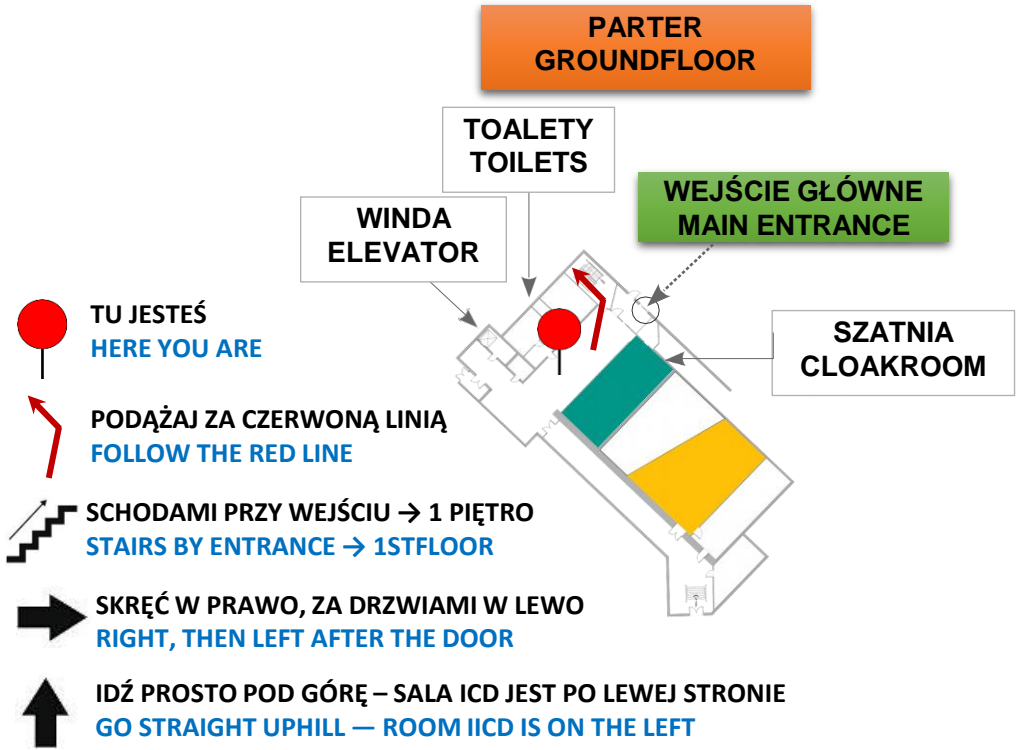 PARTER
GROUNDFLOOR
TOALETY
TOILETS
WEJŚCIE GŁÓWNE
MAIN ENTRANCE
WINDA
ELEVATOR
SZATNIA
CLOAKROOM
TU JESTEŚ
HERE YOU ARE
PODĄŻAJ ZA CZERWONĄ LINIĄ
FOLLOW THE RED LINE
SCHODAMI PRZY WEJŚCIU → 1 PIĘTRO
STAIRS BY ENTRANCE → 1STFLOOR
SKRĘĆ W PRAWO, ZA DRZWIAMI W LEWO
RIGHT, THEN LEFT AFTER THE DOOR
IDŹ PROSTO POD GÓRĘ – SALA ICD JEST PO LEWEJ STRONIE
GO STRAIGHT UPHILL — ROOM IICD IS ON THE LEFT